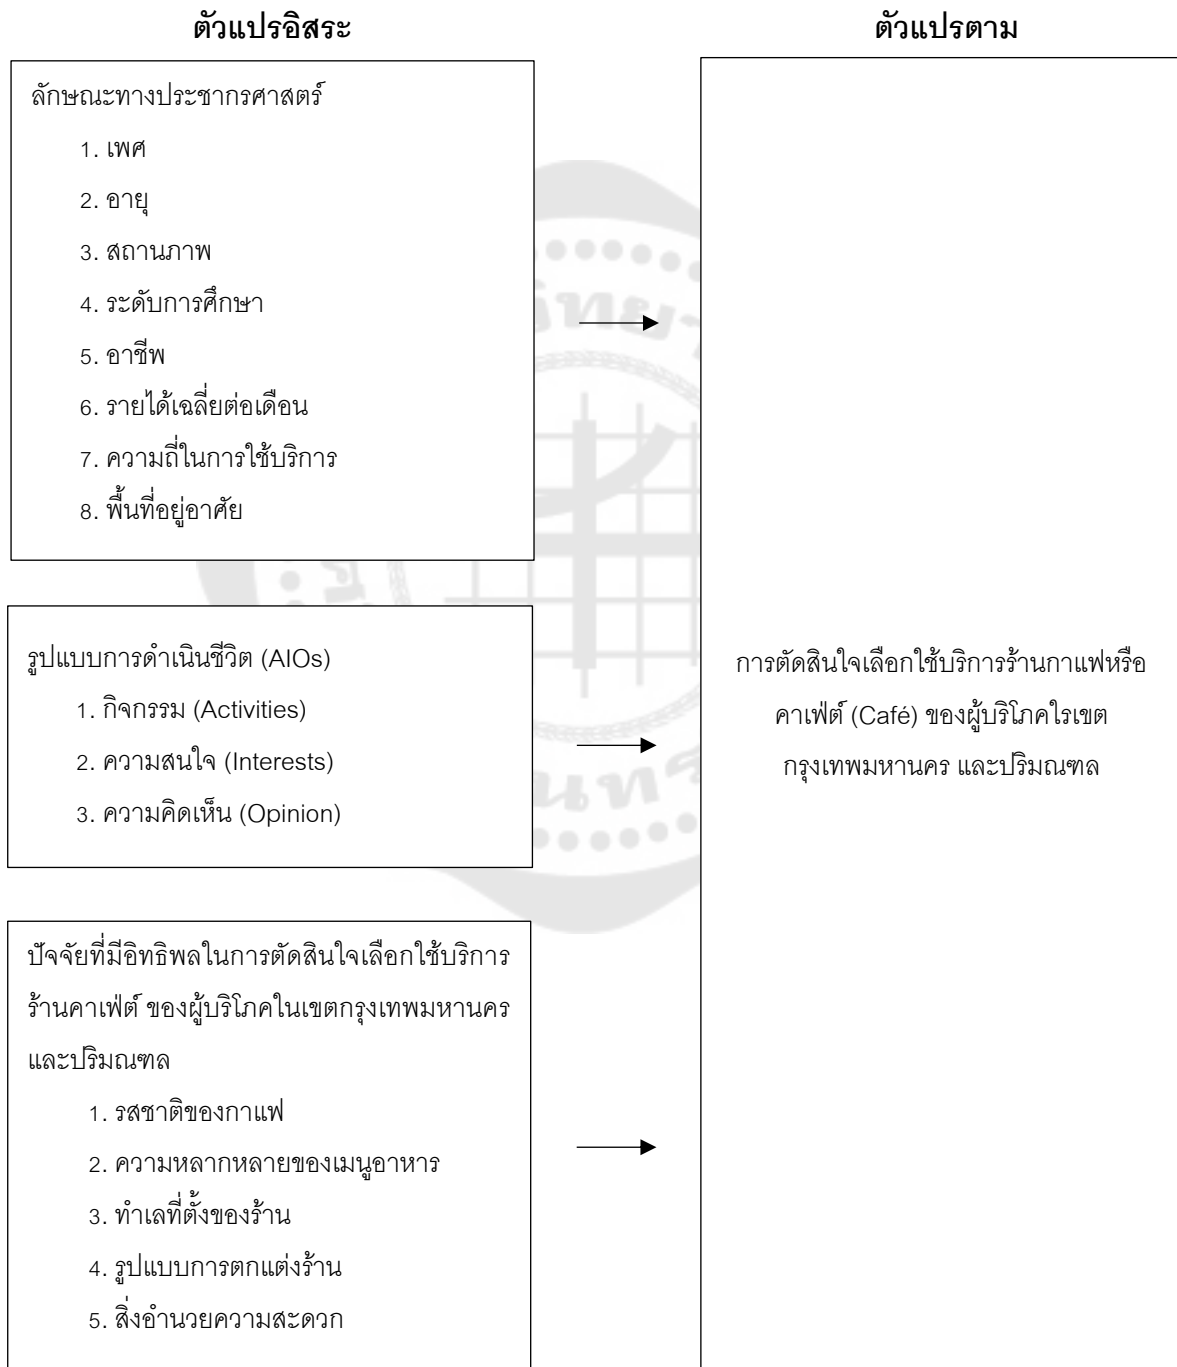 ตัวแปรอิสระ
ตัวแปรตาม
ลักษณะทางประชากรศาสตร์
1. เพศ
2. อายุ
3. สถานภาพ
4. ระดับการศึกษา
5. อาชีพ
6. รายได้เฉลี่ยต่อเดือน
7. ความถี่ในการใช้บริการ
8. พื้นที่อยู่อาศัย
รูปแบบการดำเนินชีวิต (AIOs)
1. กิจกรรม (Activities)
2. ความสนใจ (Interests)
3. ความคิดเห็น (Opinion)
ปัจจัยที่มีอิทธิพลในการตัดสินใจเลือกใช้บริการ
ร้านคาเฟ่ต์ ของผู้บริโภคในเขตกรุงเทพมหานคร
และปริมณฑล
1. รสชาติของกาแฟ
2. ความหลากหลายของเมนูอาหาร
3. ทำเลที่ตั้งของร้าน
4. รูปแบบการตกแต่งร้าน
5. สิ่งอำนวยความสะดวก
การตัดสินใจเลือกใช้บริการร้านกาแฟหรือ
คาเฟ่ต์ (Café) ของผู้บริโภคใรเขต
กรุงเทพมหานคร และปริมณฑล